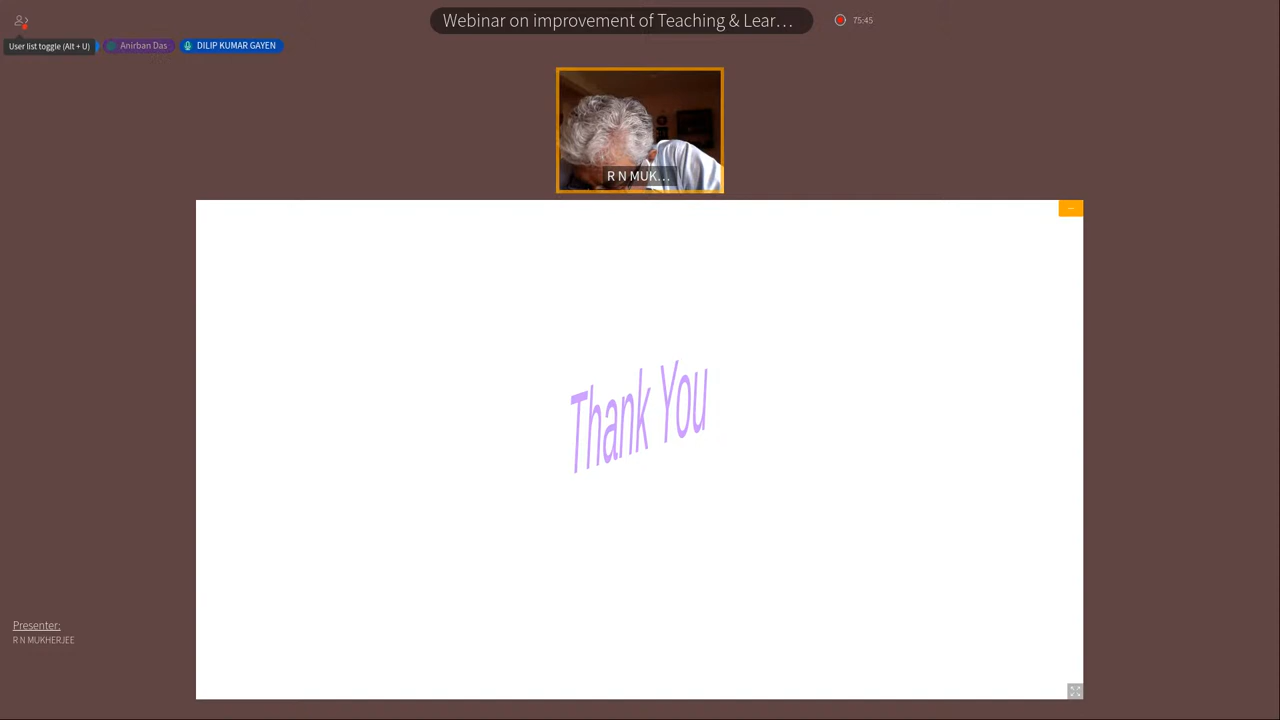 Webinar on improvement of Teaching & Lear...
75:45
User list toggle (Alt + U)
Anirban Das
DILIP KUMAR GAYEN
R N MUK...
Thank You
Presenter:
R N MUKHERJEE